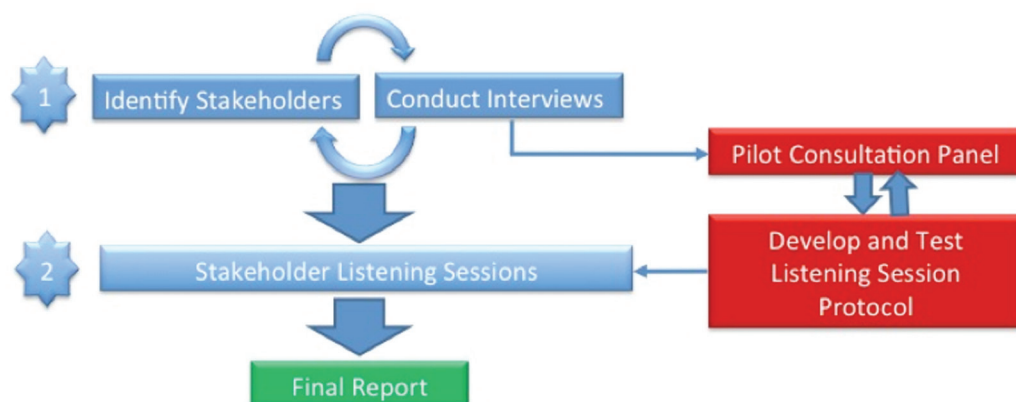 1
Identify Stakeholders
Conduct Interviews
Pilot Consultation Panel
2
Stakeholder Listening Sessions
Develop and Test
Listening Session
Protocol
Final Report